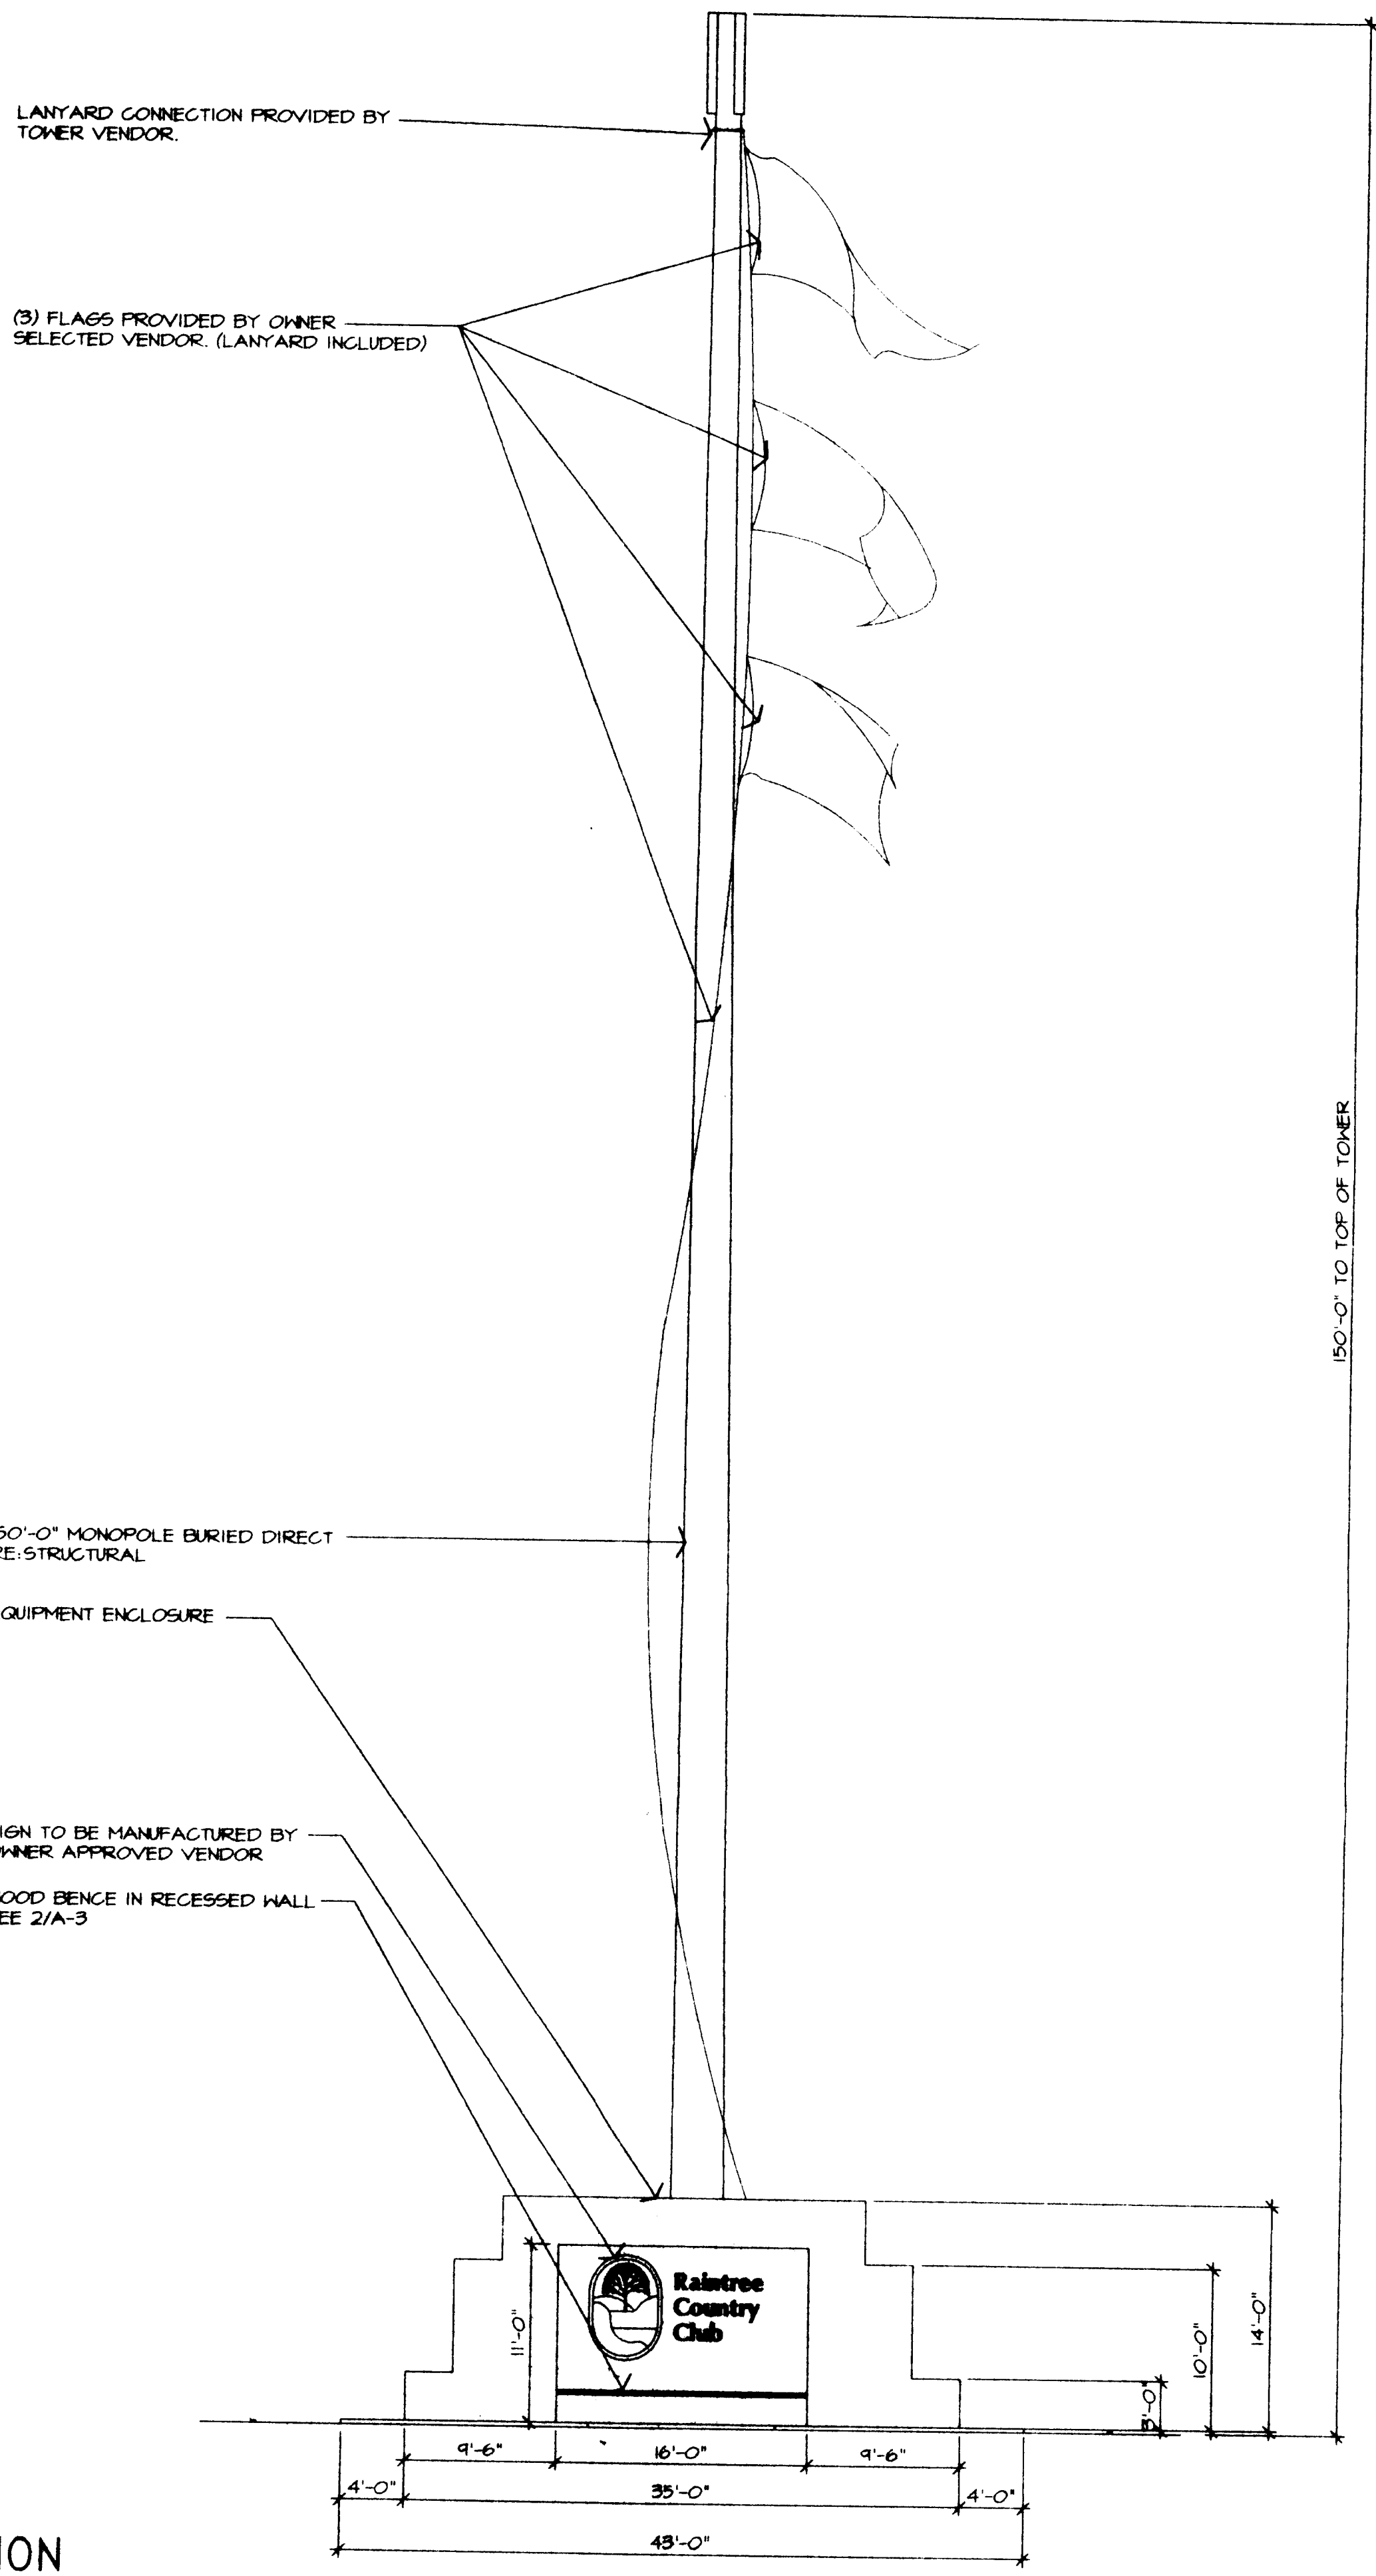 LANYARD CONNECTION PROVIDED BY
TOWER VENDOR.
(3) FLAGS PROVIDED BY OWNER
SELECTED VENDOR. (LANYARD INCLUDED)
150'-0" TO TOP OF TOWER
50'-0" MONOPOLE BURIED DIRECT
RE:STRUCTURAL
QUIPMENT ENCLOSURE
IGN TO BE MANUFACTURED BY
WNER APPROVED VENDOR
OOD BENCE IN RECESSED WALL
EE 2/A-3
Raintree
Country
Club
11'-0"
3'-0"
10'-0"
14'-0"
9'-6" 16'-0" 9'-6"
4'-0" 35'-0" 4'-0"
43'-0"
ION